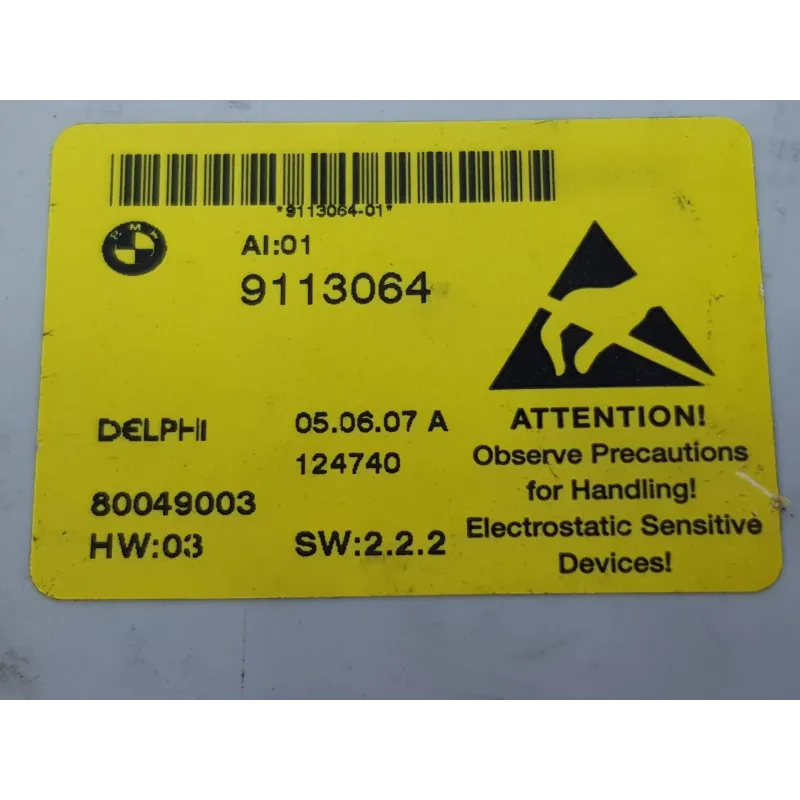 *9113064-01*
BMW
AI:01
9113064
DELPHI
05.06.07 A
124740
80049003
HW:03
SW:2.2.2
ATTENTION!
Observe Precautions
for Handling!
Electrostatic Sensitive
Devices!